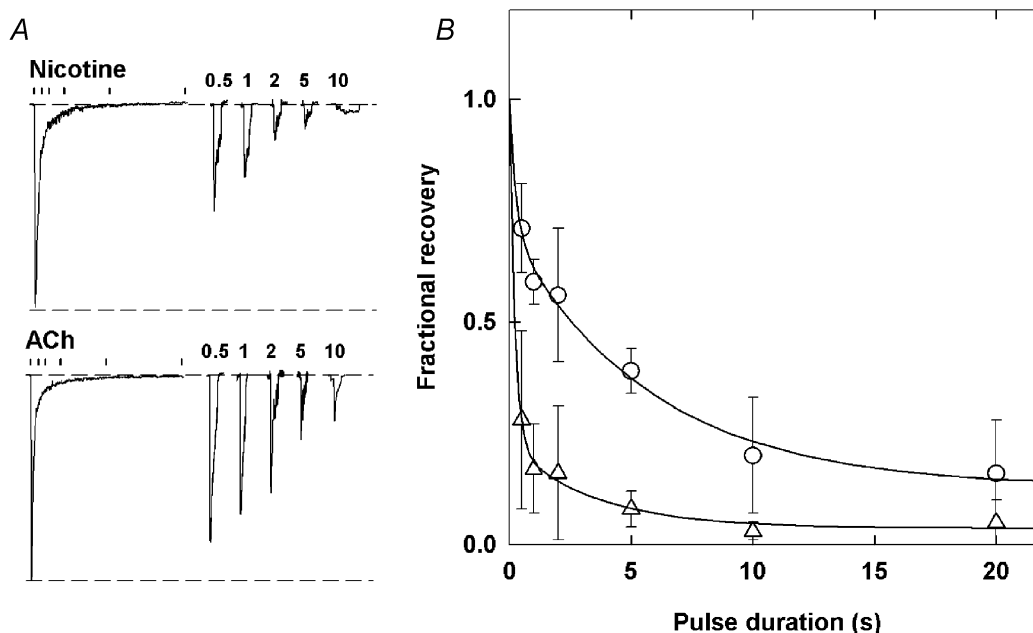 A
Nicotine
0.5 1 2 5 10
ACh
0.5 1 2 5 10
B
Fractional recovery
1.0
0.5
0.0
0 5 10 15 20
Pulse duration (s)